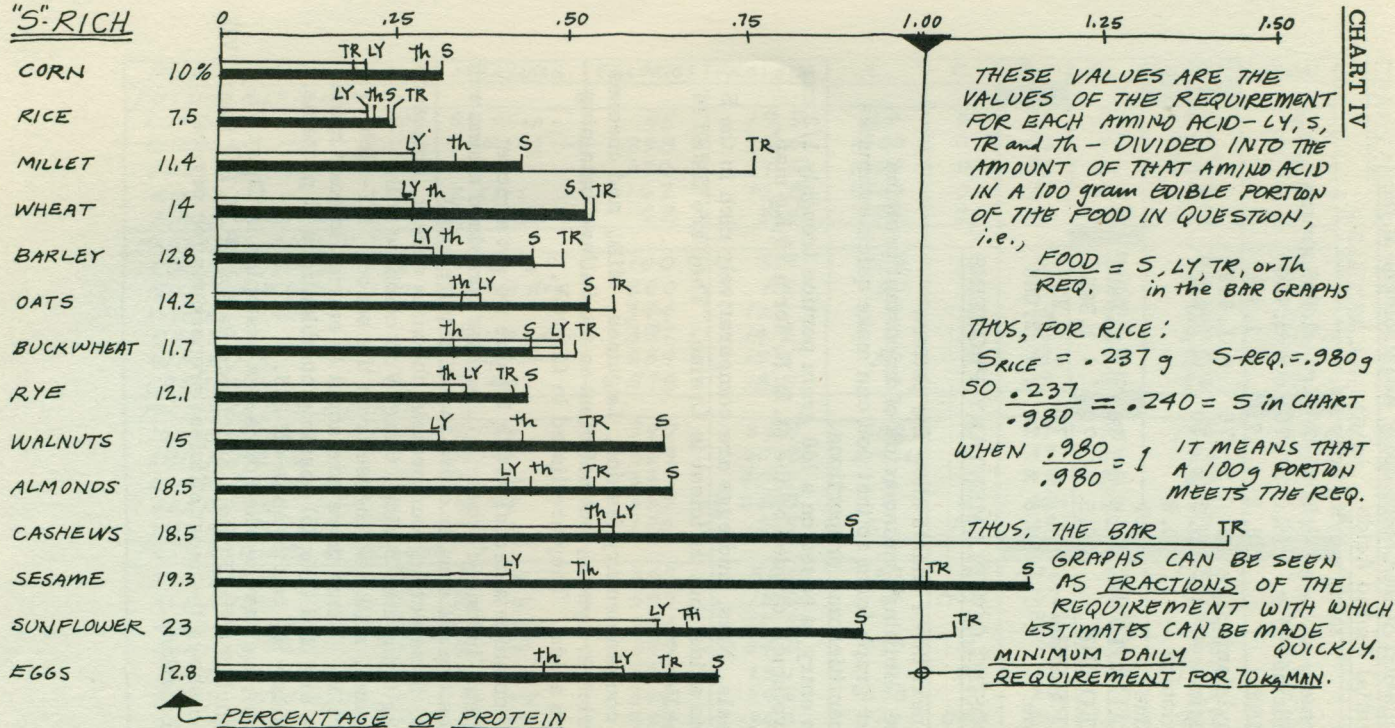 "S"-RICH
0 .25 .50 .75 1.00 1.25 1.50
CHART IV
CORN 10% TR LY th S
RICE 7.5 LY th S TR
MILLET 11.4 LY th S TR
WHEAT 14 LY th S TR
BARLEY 12.8 LY th S TR
OATS 14.2 th LY S TR
BUCKWHEAT 11.7 th S LY TR
RYE 12.1 th LY TR S
WALNUTS 15 LY th TR S
ALMONDS 18.5 LY th TR S
CASHEWS 18.5 th LY S TR
SESAME 19.3 LY Th TR S
SUNFLOWER 23 LY TH S TR
EGGS 12.8 th LY TR S
PERCENTAGE OF PROTEIN
THESE VALUES ARE THE
VALUES OF THE REQUIREMENT
FOR EACH AMINO ACID - LY, S,
TR and Th - DIVIDED INTO THE
AMOUNT OF THAT AMINO ACID
IN A 100 gram EDIBLE PORTION
OF THE FOOD IN QUESTION,
i.e.,
FOOD
REQ. = S, LY, TR, or Th
in the BAR GRAPHS
THUS, FOR RICE:
S RICE = .237 g S-REQ. = .980 g
SO .237
.980 = .240 = S in CHART
WHEN .980
.980 = 1 IT MEANS THAT
A 100g PORTION
MEETS THE REQ.
THUS, THE BAR
GRAPHS CAN BE SEEN
AS FRACTIONS OF THE
REQUIREMENT WITH WHICH
ESTIMATES CAN BE MADE
QUICKLY.
MINIMUM DAILY
REQUIREMENT FOR 70 kg MAN.